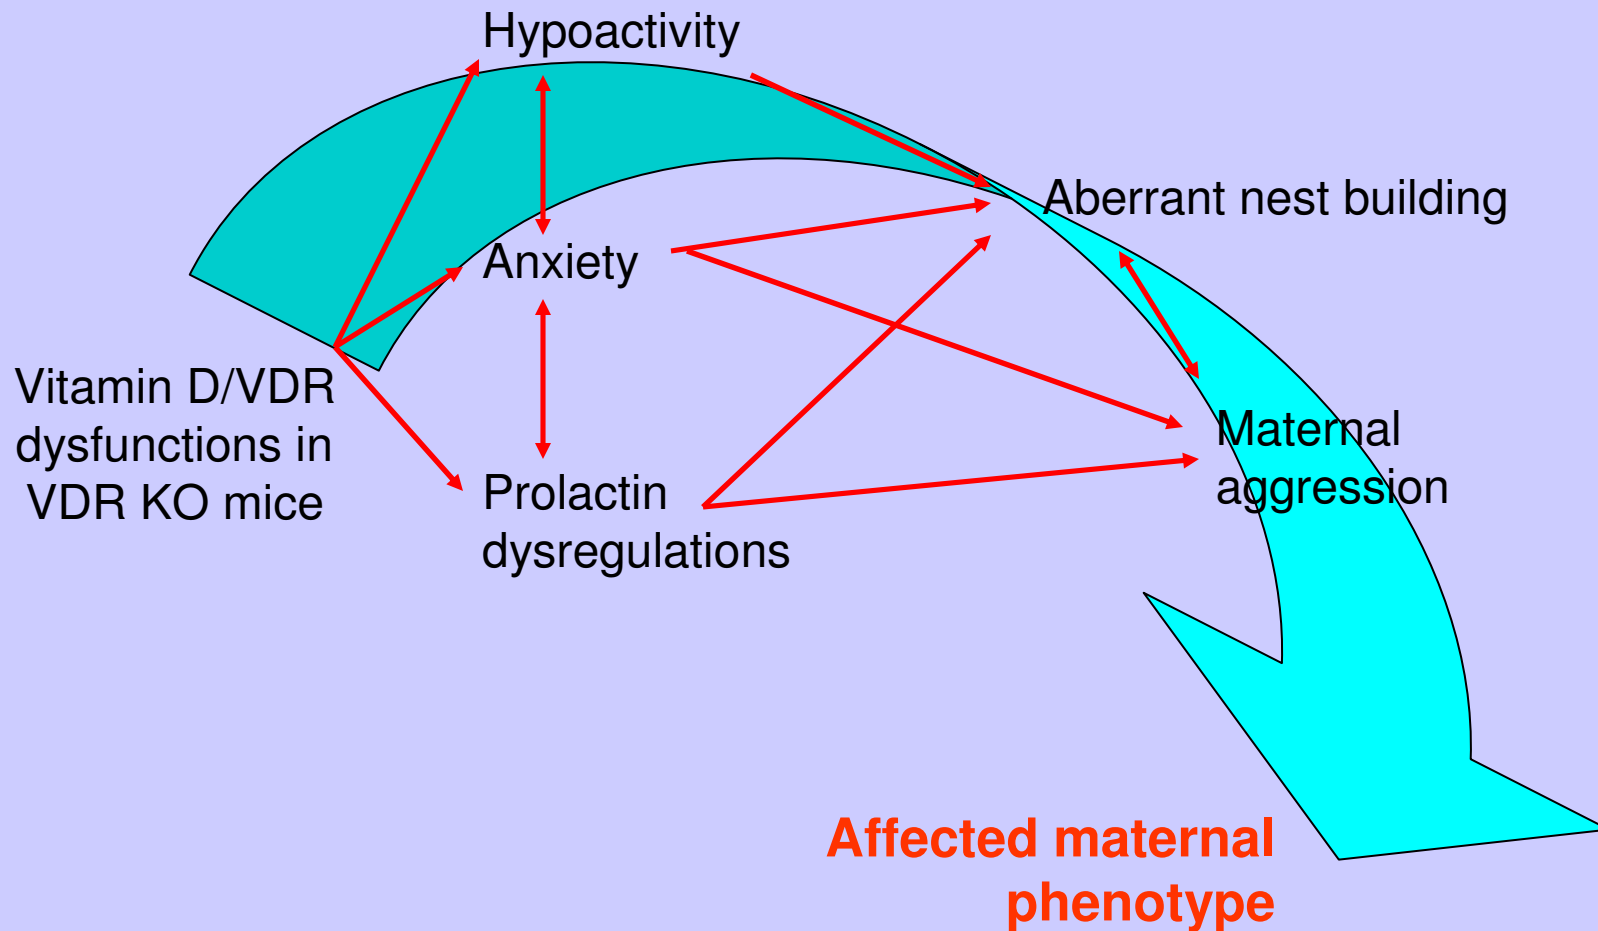 Hypoactivity
Aberrant nest building
Anxiety
Vitamin D/VDR
dysfunctions in
VDR KO mice
Maternal
aggression
Prolactin
dysregulations
Affected maternal
phenotype